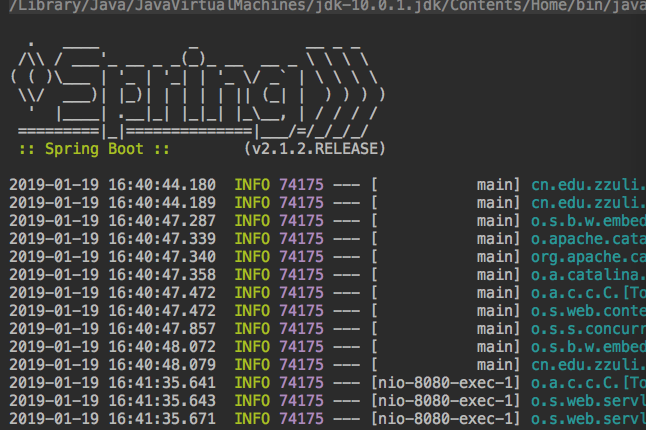 /Library/Java/JavaVirtualMachines/jdk-10.0.1.jdk/Contents/Home/bin/java
  .   ____          _            __ _ _
 /\\ / ___'_ __ _ _(_)_ __  __ _ \ \ \ \
( ( )\___ | '_ | '_| | '_ \/ _` | \ \ \ \
 \\/  ___)| |_)| | | | | || (_| |  ) ) ) )
  '  |____| .__|_| |_|_| |_\__, | / / / /
 =========|_|==============|___/=/_/_/_/
 :: Spring Boot ::        (v2.1.2.RELEASE)
2019-01-19 16:40:44.180  INFO 74175 --- [           main] cn.edu.zzuli.
2019-01-19 16:40:44.189  INFO 74175 --- [           main] cn.edu.zzuli.
2019-01-19 16:40:47.287  INFO 74175 --- [           main] o.s.b.w.embed
2019-01-19 16:40:47.339  INFO 74175 --- [           main] o.apache.cata
2019-01-19 16:40:47.340  INFO 74175 --- [           main] org.apache.ca
2019-01-19 16:40:47.358  INFO 74175 --- [           main] o.a.catalina.
2019-01-19 16:40:47.472  INFO 74175 --- [           main] o.a.c.c.C.[To
2019-01-19 16:40:47.472  INFO 74175 --- [           main] o.s.web.conte
2019-01-19 16:40:47.857  INFO 74175 --- [           main] o.s.s.concurr
2019-01-19 16:40:48.072  INFO 74175 --- [           main] o.s.b.w.embed
2019-01-19 16:40:48.079  INFO 74175 --- [           main] cn.edu.zzuli.
2019-01-19 16:41:35.641  INFO 74175 --- [nio-8080-exec-1] o.a.c.c.C.[To
2019-01-19 16:41:35.643  INFO 74175 --- [nio-8080-exec-1] o.s.web.servl
2019-01-19 16:41:35.671  INFO 74175 --- [nio-8080-exec-1] o.s.web.servl